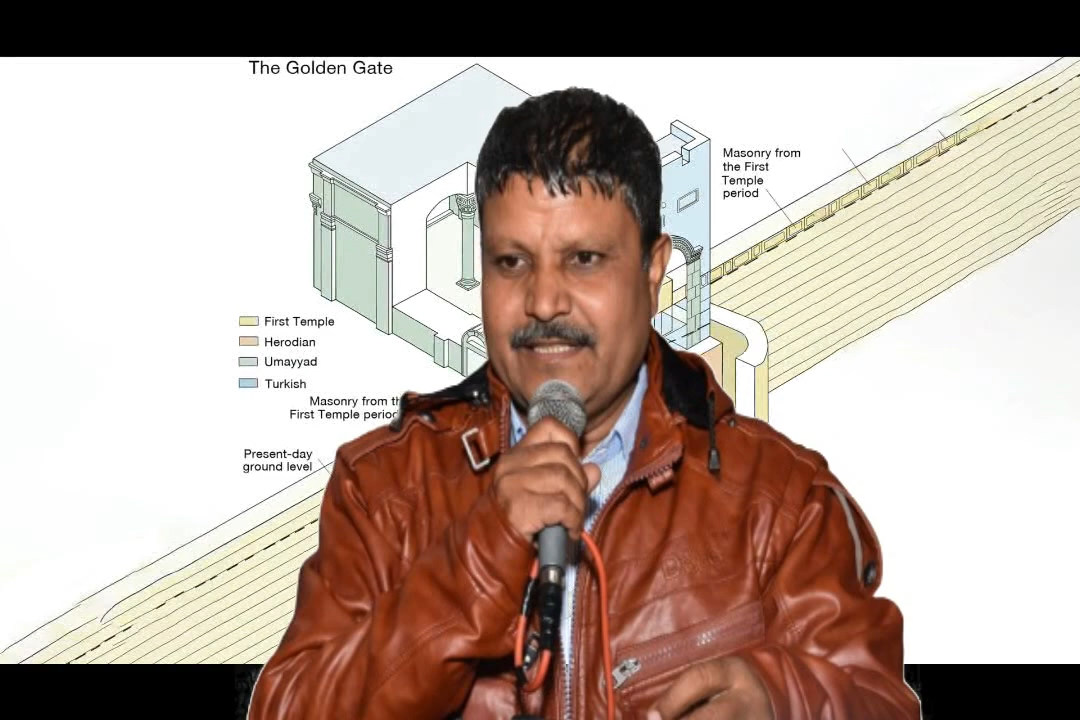 The Golden Gate
Masonry from
the First
Temple
period
First Temple
Herodian
Umayyad
Turkish
Masonry from
First Temple period
Present-day
ground level